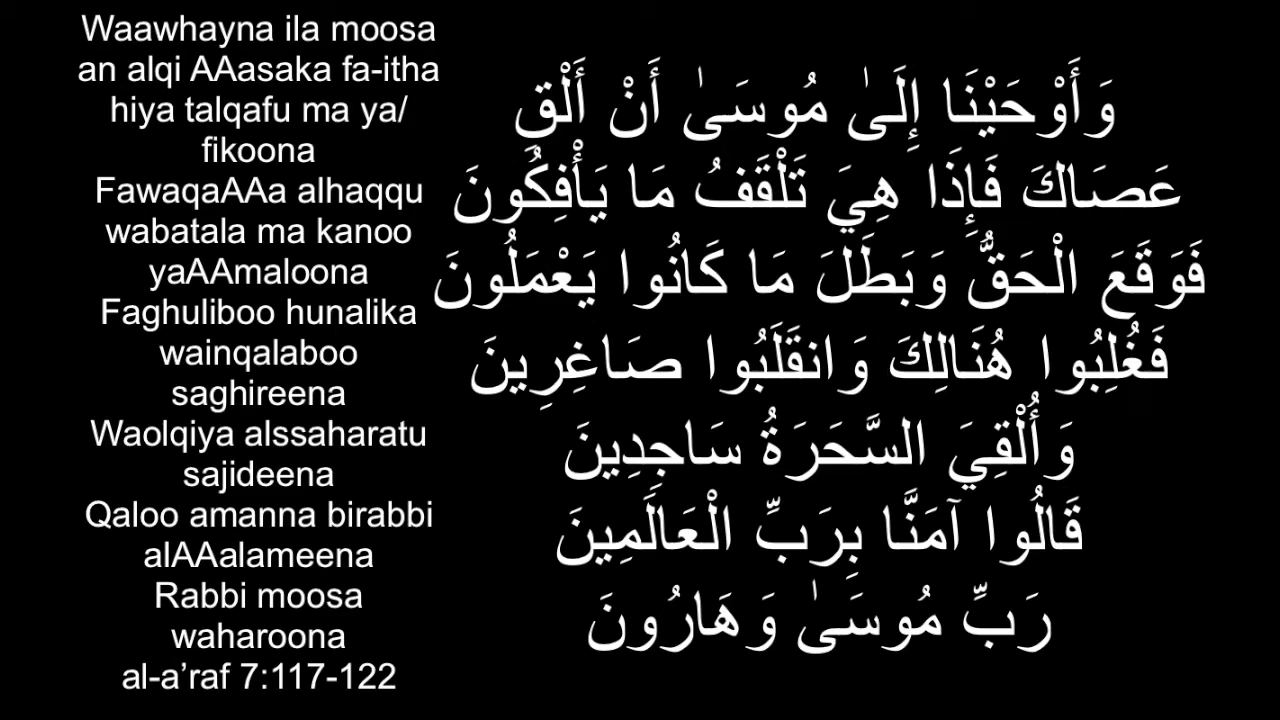 Waawhayna ila moosa
an alqi AAasaka fa-itha
hiya talqafu ma ya/
fikoona
FawaqaAAa alhaqqu
wabatala ma kanoo
yaAAmaloona
Faghuliboo hunalika
wainqalaboo
saghireena
Waolqiya alssaharatu
sajideena
Qaloo amanna birabbi
alAAalameena
Rabbi moosa
waharoona
al-a’raf 7:117-122
وَأَوْحَيْنَا إِلَىٰ مُوسَىٰ أَنْ أَلْقِ
عَصَاكَ فَإِذَا هِيَ تَلْقَفُ مَا يَأْفِكُونَ
فَوَقَعَ الْحَقُّ وَبَطَلَ مَا كَانُوا يَعْمَلُونَ
فَغُلِبُوا هُنَالِكَ وَانقَلَبُوا صَاغِرِينَ
وَأُلْقِيَ السَّحَرَةُ سَاجِدِينَ
قَالُوا آمَنَّا بِرَبِّ الْعَالَمِينَ
رَبِّ مُوسَىٰ وَهَارُونَ